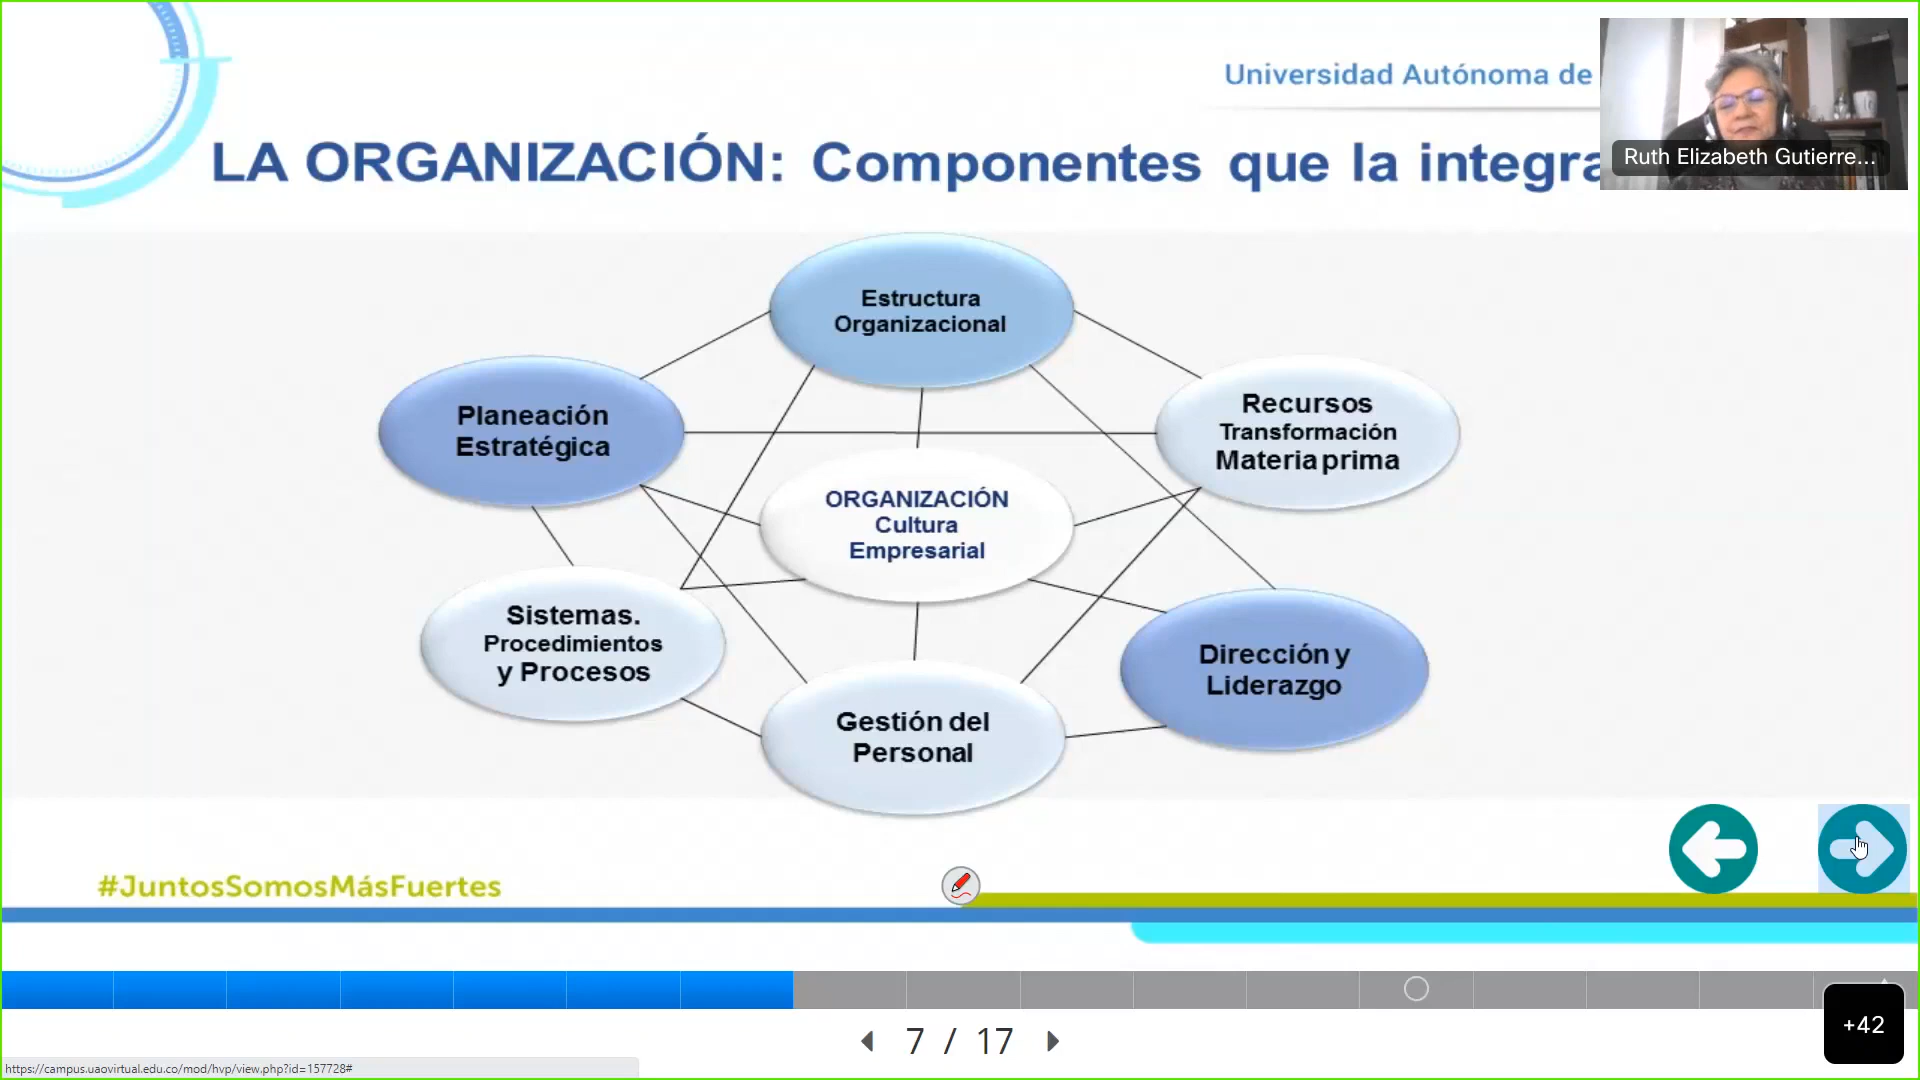 Universidad Autónoma de
Ruth Elizabeth Gutierre...
LA ORGANIZACIÓN: Componentes que la integra
Estructura
Organizacional
Planeación
Estratégica
Recursos
Transformación
Materia prima
ORGANIZACIÓN
Cultura
Empresarial
Sistemas.
Procedimientos
y Procesos
Dirección y
Liderazgo
Gestión del
Personal
#JuntosSomosMásFuertes
+42
7 / 17
https://campus.uaovirtual.edu.co/mod/hvp/view.php?id=157728#